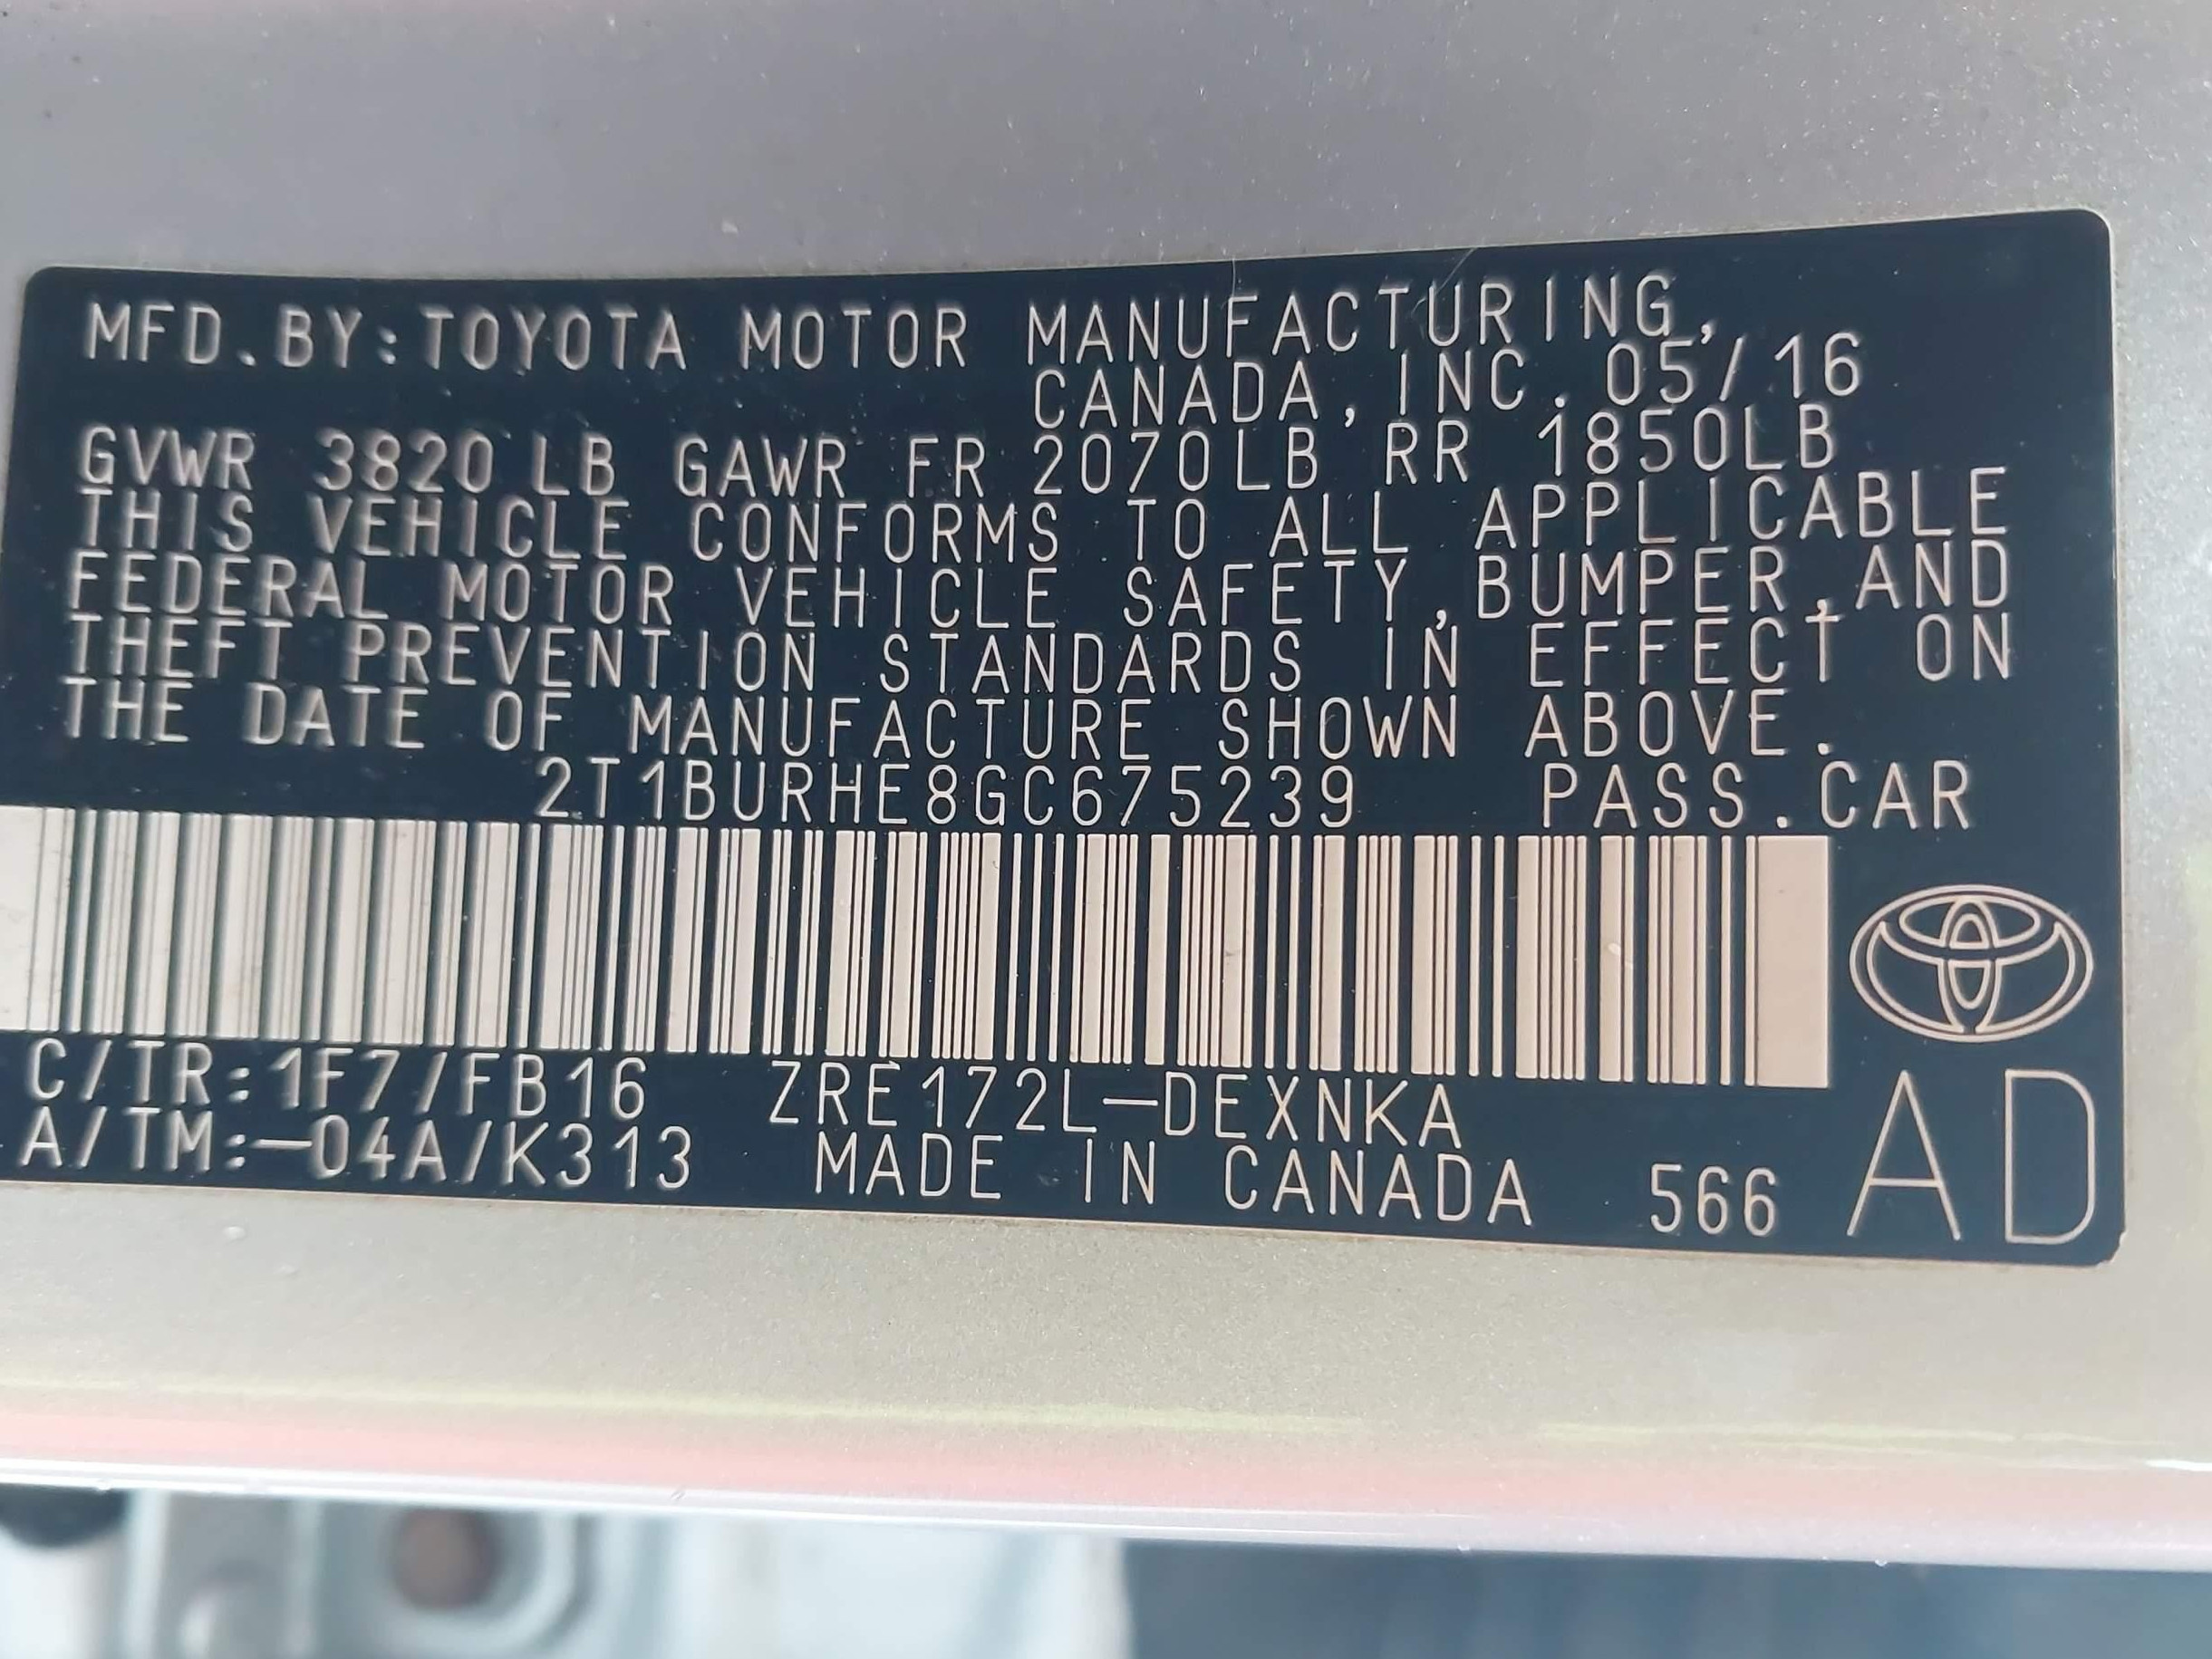 MFD.BY:TOYOTA MOTOR MANUFACTURING,
CANADA,INC.05/16
GVWR 3820LB GAWR FR 2070LB RR 1850LB
THIS VEHICLE CONFORMS TO ALL APPLICABLE
FEDERAL MOTOR VEHICLE SAFETY,BUMPER,AND
THEFT PREVENTION STANDARDS IN EFFECT ON
THE DATE OF MANUFACTURE SHOWN ABOVE.
2T1BURHE8GC675239 PASS.CAR
C/TR:1F7/FB16 ZRE172L-DEXNKA
A/TM:-04A/K313 MADE IN CANADA 566 AD